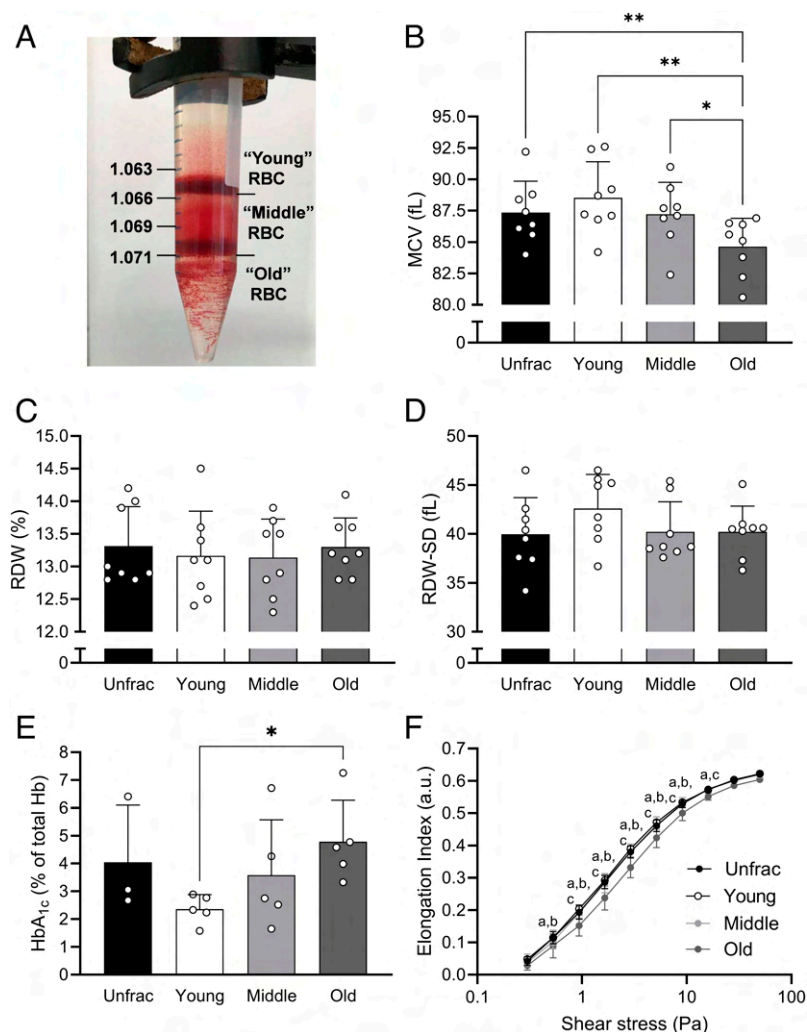 A
1.063
1.066
1.069
1.071
"Young"
RBC
"Middle"
RBC
"Old"
RBC
B
**
**
*
MCV (fL)
95.0
92.5
90.0
87.5
85.0
82.5
80.0
0
Unfrac Young Middle Old
C
RDW (%)
15.0
14.5
14.0
13.5
13.0
12.5
12.0
0
Unfrac Young Middle Old
D
RDW-SD (fL)
50
45
40
35
30
0
Unfrac Young Middle Old
E
*
HbA1c (% of total Hb)
8
7
6
5
4
3
2
1
0
Unfrac Young Middle Old
F
Elongation Index (a.u.)
0.7
0.6
0.5
0.4
0.3
0.2
0.1
0.0
a,b
a,b,
c
a,b,
c
a,b,
c
a,b,c
a,b,
c
a,c
Unfrac
Young
Middle
Old
0.1 1 10 100
Shear stress (Pa)